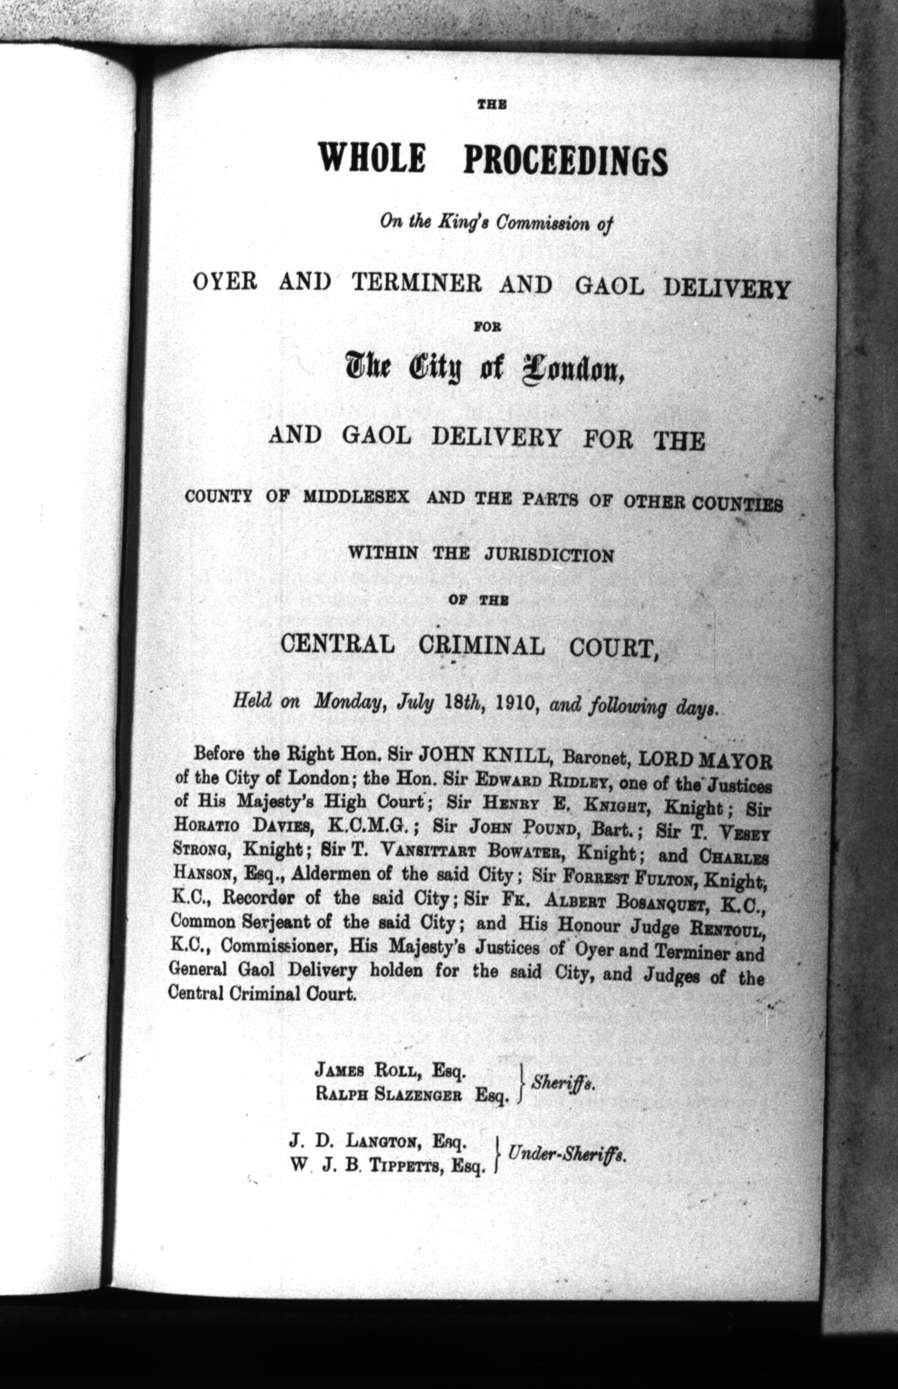 THE
WHOLE PROCEEDINGS
On the King's Commission of
OYER AND TERMINER AND GAOL DELIVERY
FOR
The City of London,
AND GAOL DELIVERY FOR THE
COUNTY OF MIDDLESEX AND THE PARTS OF OTHER COUNTIES
WITHIN THE JURISDICTION
OF THE
CENTRAL CRIMINAL COURT,
Held on Monday, July 18th, 1910, and following days.
Before the Right Hon. Sir JOHN KNILL, Baronet, LORD MAYOR
of the City of London; the Hon. Sir EDWARD RIDLEY, one of the Justices
of His Majesty's High Court; Sir HENRY E. KNIGHT, Knight; Sir
HORATIO DAVIES, K.C.M.G.; Sir JOHN POUND, Bart.; Sir T. VESEY
STRONG, Knight; Sir T. VANSITTART BOWATER, Knight; and CHARLES
HANSON, Esq., Aldermen of the said City; Sir FORREST FULTON, Knight,
K.C., Recorder of the said City; Sir FK. ALBERT BOSANQUET, K.C.,
Common Serjeant of the said City; and His Honour Judge RENTOUL,
K.C., Commissioner, His Majesty's Justices of Oyer and Terminer and
General Gaol Delivery holden for the said City, and Judges of the
Central Criminal Court.
JAMES ROLL, Esq.
RALPH SLAZENGER Esq. } Sheriffs.
J. D. LANGTON, Esq.
W. J. B. TIPPETTS, Esq. } Under-Sheriffs.